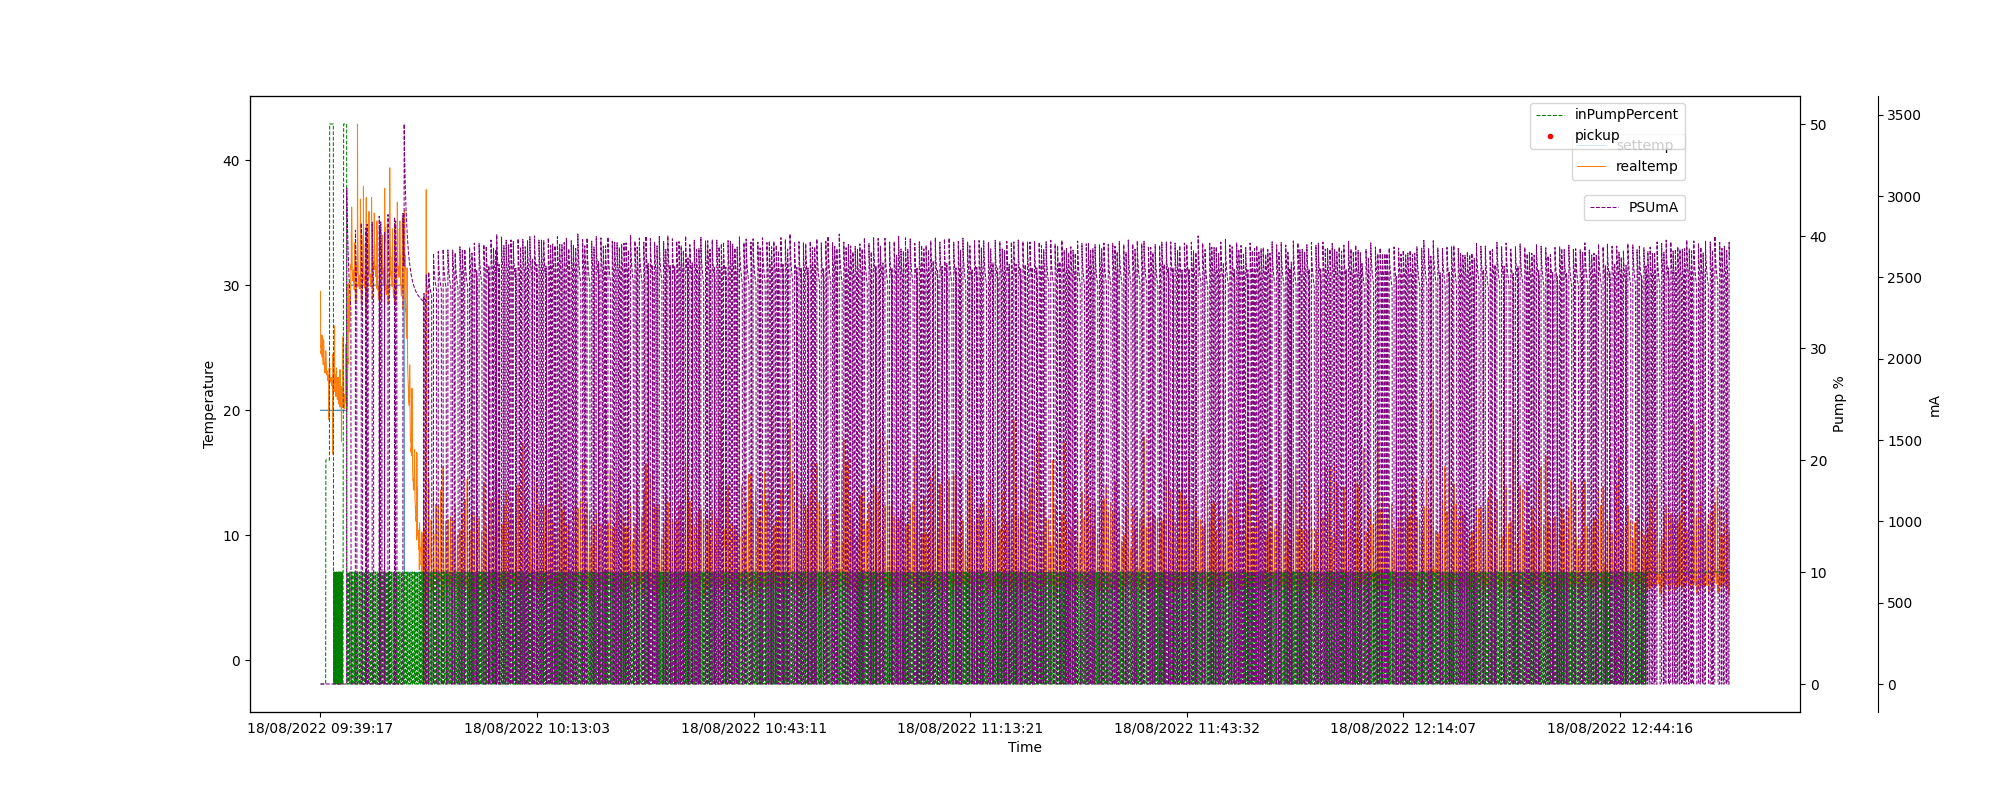 inPumpPercent
pickup
settemp
realtemp
PSUmA
40
30
20
10
0
Temperature
50
40
30
20
10
0
Pump %
3500
3000
2500
2000
1500
1000
500
0
mA
18/08/2022 09:39:17
18/08/2022 10:13:03
18/08/2022 10:43:11
18/08/2022 11:13:21
18/08/2022 11:43:32
18/08/2022 12:14:07
18/08/2022 12:44:16
Time